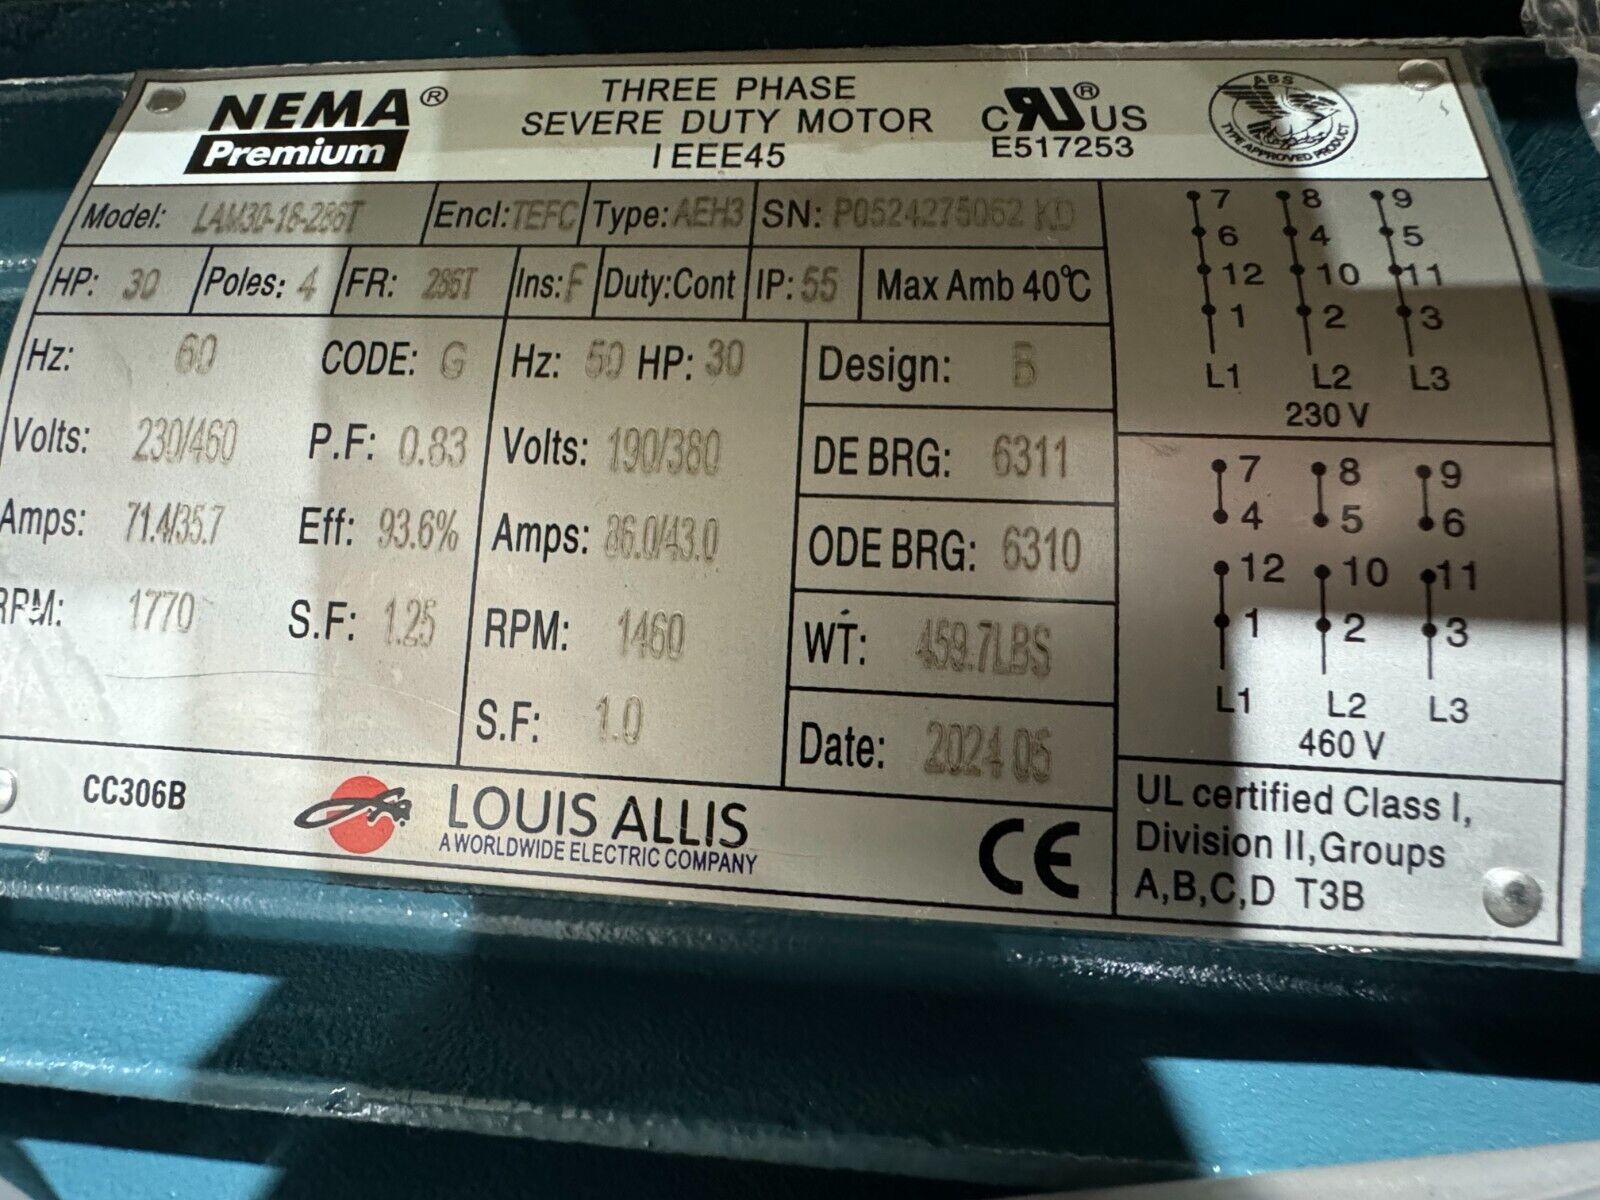 NEMA®
Premium
THREE PHASE
SEVERE DUTY MOTOR
IEEE45
CRUUS®
E517253
ABS
TYPE APPROVED PRODUCT
Model: LAM30-18-286T Encl: TEFC Type: AEH3 SN: P0524275062 KD
HP: 30 Poles: 4 FR: 286T Ins: F Duty:Cont IP: 55 Max Amb 40℃
Hz: 60 CODE: G
Volts: 230/460 P.F: 0.83
Amps: 71.4/35.7 Eff: 93.6%
RPM: 1770 S.F: 1.25
Hz: 50 HP: 30
Volts: 190/380
Amps: 86.0/43.0
RPM: 1460
S.F: 1.0
Design: B
DE BRG: 6311
ODE BRG: 6310
WT: 459.7LBS
Date: 2024 05
7 8 9
6 4 5
12 10 11
1 2 3
L1 L2 L3
230 V
7 8 9
4 5 6
12 10 11
1 2 3
L1 L2 L3
460 V
CC306B
LOUIS ALLIS
A WORLDWIDE ELECTRIC COMPANY
CE
UL certified Class I,
Division II,Groups
A,B,C,D T3B